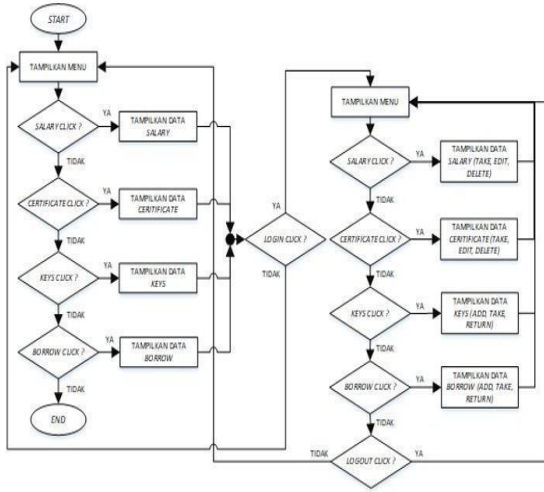 START
TAMPILKAN MENU
SALARY CLICK ?
YA
TAMPILKAN DATA
SALARY
TIDAK
CERTIFICATE CLICK ?
YA
TAMPILKAN DATA
CERITIFICATE
TIDAK
KEYS CLICK ?
YA
TAMPILKAN DATA
KEYS
TIDAK
BORROW CLICK ?
YA
TAMPILKAN DATA
BORROW
TIDAK
END
YA
LOGIN CLICK ?
TIDAK
TAMPILKAN MENU
SALARY CLICK ?
YA
TAMPILKAN DATA
SALARY (TAKE, EDIT,
DELETE)
TIDAK
CERTIFICATE CLICK ?
YA
TAMPILKAN DATA
CERITIFICATE (TAKE,
EDIT, DELETE)
TIDAK
KEYS CLICK ?
YA
TAMPILKAN DATA
KEYS (ADD, TAKE,
RETURN)
TIDAK
BORROW CLICK ?
YA
TAMPILKAN DATA
BORROW (ADD, TAKE,
RETURN)
TIDAK
TIDAK
LOGOUT CLICK ?
YA